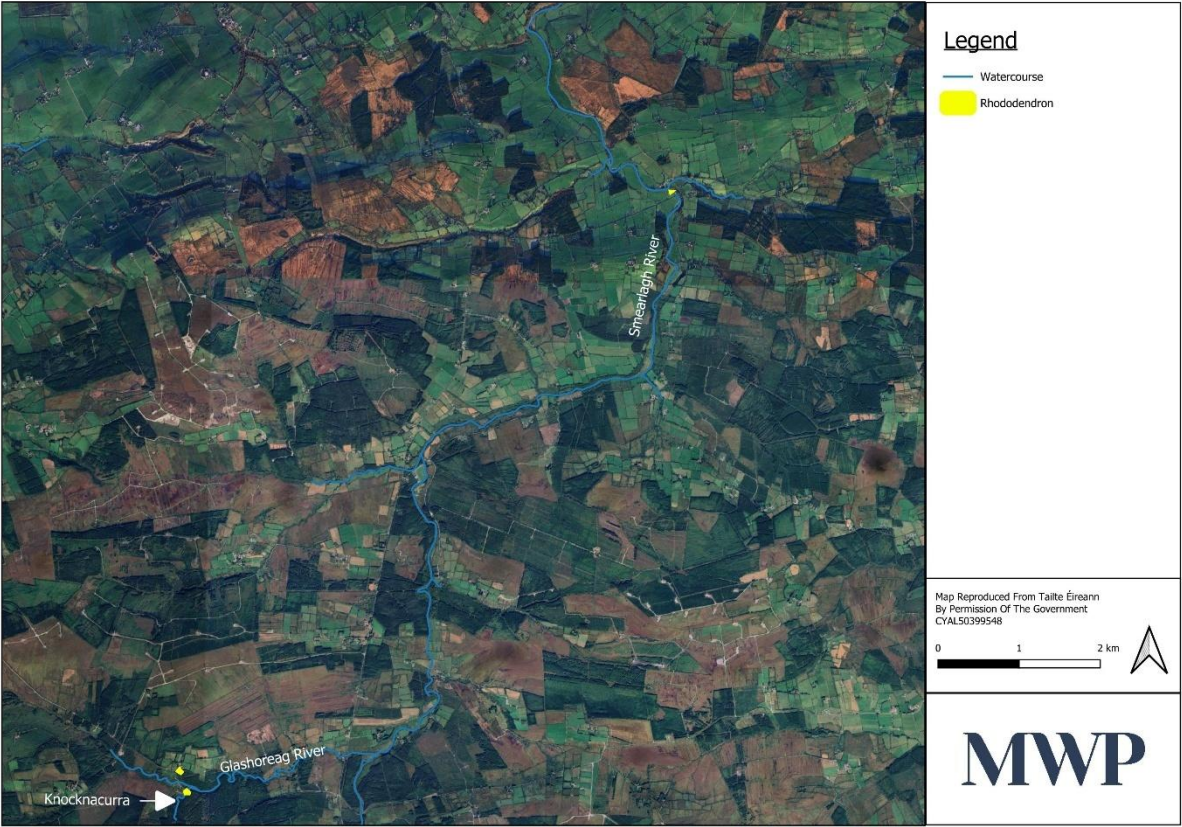 Legend
Watercourse
Rhododendron
Smearlagh River
Glashoreag River
Knocknacurra
Map Reproduced From Tailte Éireann
By Permission Of The Government
CYAL50399548
0 1 2 km
MWP